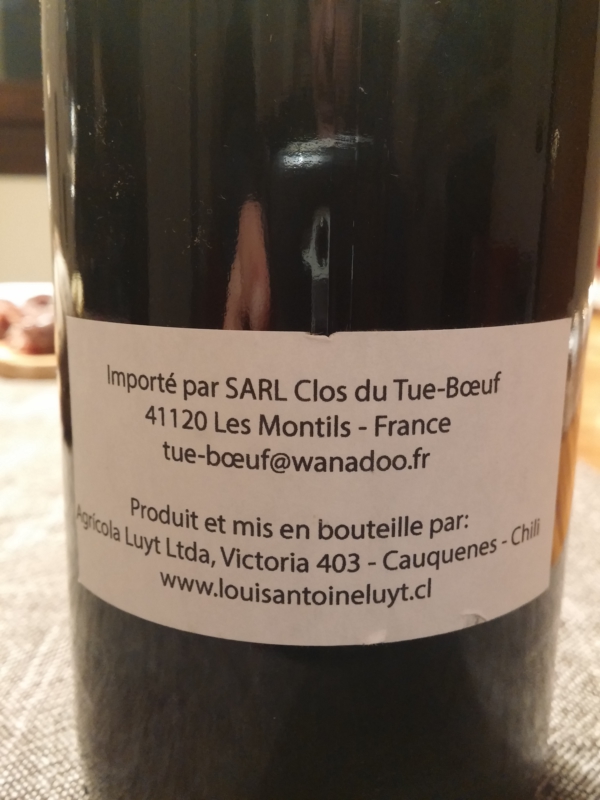 Importé par SARL Clos du Tue-Bœuf
41120 Les Montils - France
tue-bœuf@wanadoo.fr
Produit et mis en bouteille par:
Agrícola Luyt Ltda, Victoria 403 - Cauquenes - Chili
www.louisantoineluyt.cl